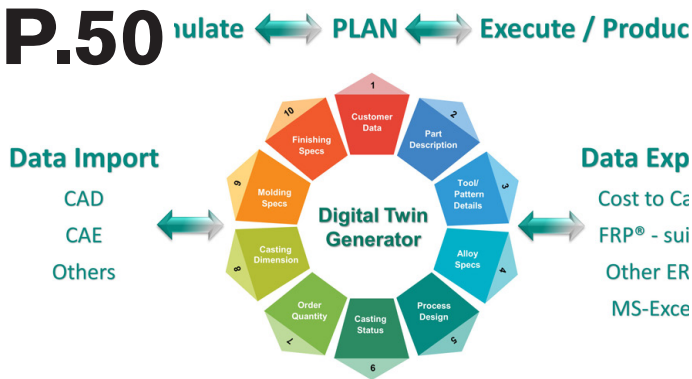 P.50
nulate PLAN Execute / Produc
1
Customer
Data
2
Part
Description
3
Tool/
Pattern
Details
4
Alloy
Specs
5
Process
Design
6
Casting
Status
7
Order
Quantity
8
Casting
Dimension
9
Molding
Specs
10
Finishing
Specs
Digital Twin
Generator
Data Import
CAD
CAE
Others
Data Exp
Cost to Ca
FRP® - sui
Other ER
MS-Exce